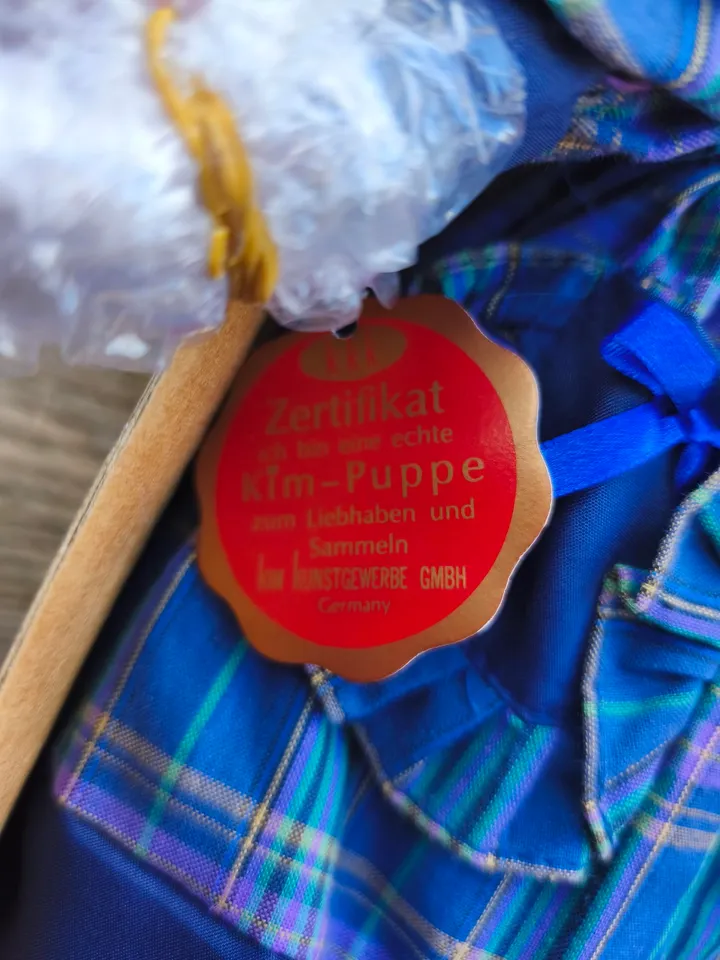 Zertifikat
ich bin eine echte
Kim-Puppe
zum Liebhaben und
Sammeln
KUNSTGEWERBE GMBH
Germany